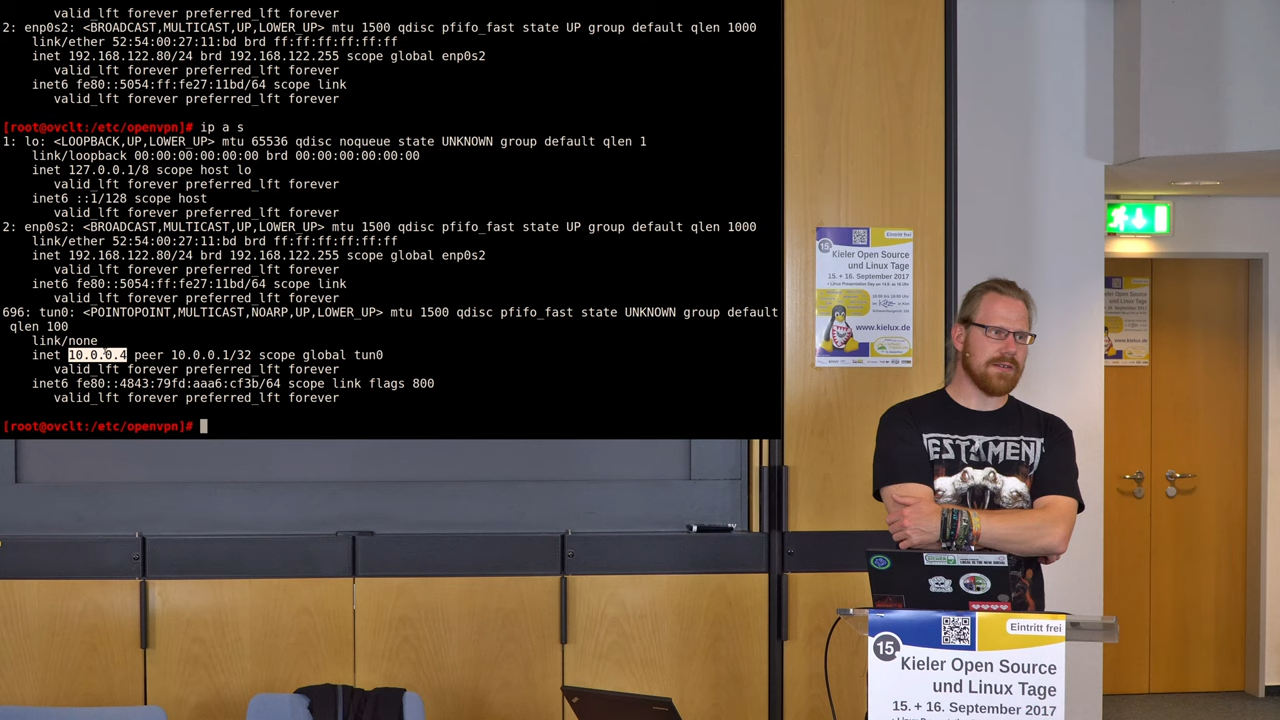 valid_lft forever preferred_lft forever
2: enp0s2: <BROADCAST,MULTICAST,UP,LOWER_UP> mtu 1500 qdisc pfifo_fast state UP group default qlen 1000
link/ether 52:54:00:27:11:bd brd ff:ff:ff:ff:ff:ff
inet 192.168.122.80/24 brd 192.168.122.255 scope global enp0s2
valid_lft forever preferred_lft forever
inet6 fe80::5054:ff:fe27:11bd/64 scope link
valid_lft forever preferred_lft forever
[root@ovclt:/etc/openvpn]# ip a s
1: lo: <LOOPBACK,UP,LOWER_UP> mtu 65536 qdisc noqueue state UNKNOWN group default qlen 1
link/loopback 00:00:00:00:00:00 brd 00:00:00:00:00:00
inet 127.0.0.1/8 scope host lo
valid_lft forever preferred_lft forever
inet6 ::1/128 scope host
valid_lft forever preferred_lft forever
2: enp0s2: <BROADCAST,MULTICAST,UP,LOWER_UP> mtu 1500 qdisc pfifo_fast state UP group default qlen 1000
link/ether 52:54:00:27:11:bd brd ff:ff:ff:ff:ff:ff
inet 192.168.122.80/24 brd 192.168.122.255 scope global enp0s2
valid_lft forever preferred_lft forever
inet6 fe80::5054:ff:fe27:11bd/64 scope link
valid_lft forever preferred_lft forever
696: tun0: <POINTOPOINT,MULTICAST,NOARP,UP,LOWER_UP> mtu 1500 qdisc pfifo_fast state UNKNOWN group default
qlen 100
link/none
inet 10.0.0.4 peer 10.0.0.1/32 scope global tun0
valid_lft forever preferred_lft forever
inet6 fe80::4843:79fd:aaa6:cf3b/64 scope link flags 800
valid_lft forever preferred_lft forever
[root@ovclt:/etc/openvpn]#
Eintritt frei
15.
Kieler Open Source
und Linux Tage
15. + 16. September 2017
www.kielux.de
TESTAMENT
Eintritt frei
15.
Kieler Open Source
und Linux Tage
15. + 16. September 2017